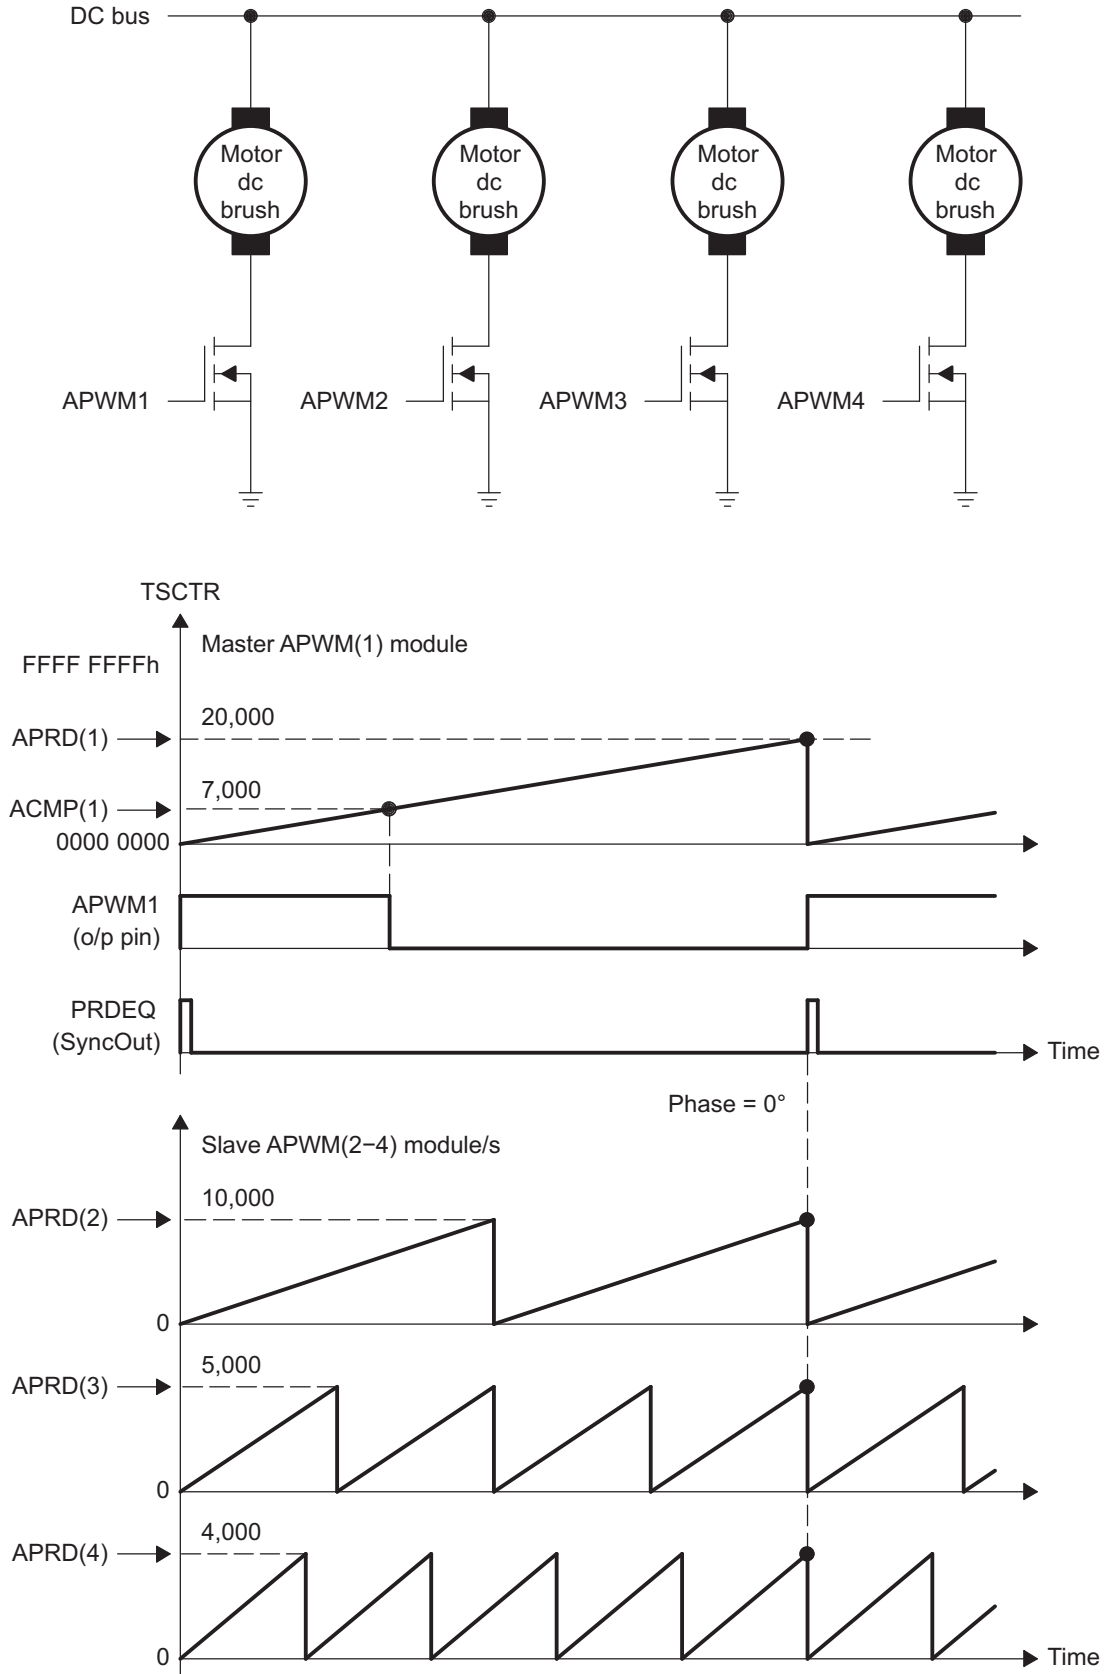 DC bus
Motor
dc
brush
Motor
dc
brush
Motor
dc
brush
Motor
dc
brush
APWM1
APWM2
APWM3
APWM4
TSCTR
Master APWM(1) module
FFFF FFFFh
20,000
APRD(1)
7,000
ACMP(1)
0000 0000
APWM1
(o/p pin)
PRDEQ
(SyncOut)
Time
Phase = 0°
Slave APWM(2−4) module/s
10,000
APRD(2)
0
5,000
APRD(3)
0
4,000
APRD(4)
0
Time